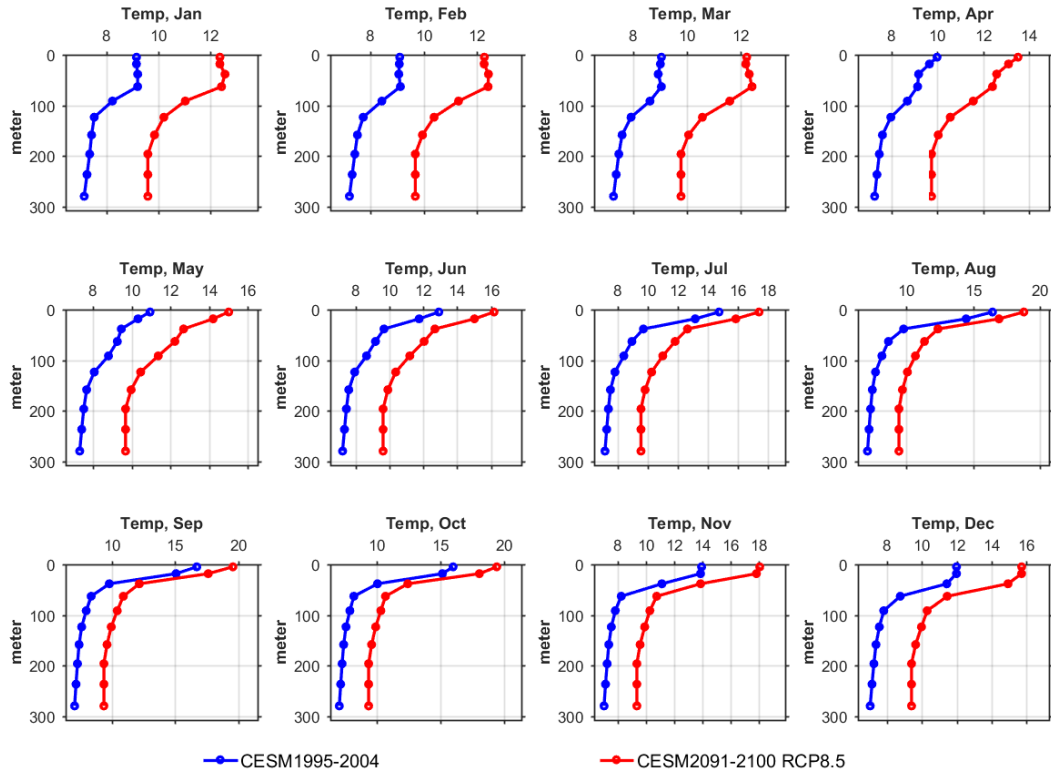 Temp, Jan
Temp, Feb
Temp, Mar
Temp, Apr
8 10 12
8 10 12
8 10 12
8 10 12 14
0
100
200
300
meter
0
100
200
300
meter
0
100
200
300
meter
0
100
200
300
meter
Temp, May
Temp, Jun
Temp, Jul
Temp, Aug
8 10 12 14 16
8 10 12 14 16
8 10 12 14 16 18
10 15 20
0
100
200
300
meter
0
100
200
300
meter
0
100
200
300
meter
0
100
200
300
meter
Temp, Sep
Temp, Oct
Temp, Nov
Temp, Dec
10 15 20
10 15 20
8 10 12 14 16 18
8 10 12 14 16
0
100
200
300
meter
0
100
200
300
meter
0
100
200
300
meter
0
100
200
300
meter
CESM1995-2004
CESM2091-2100 RCP8.5